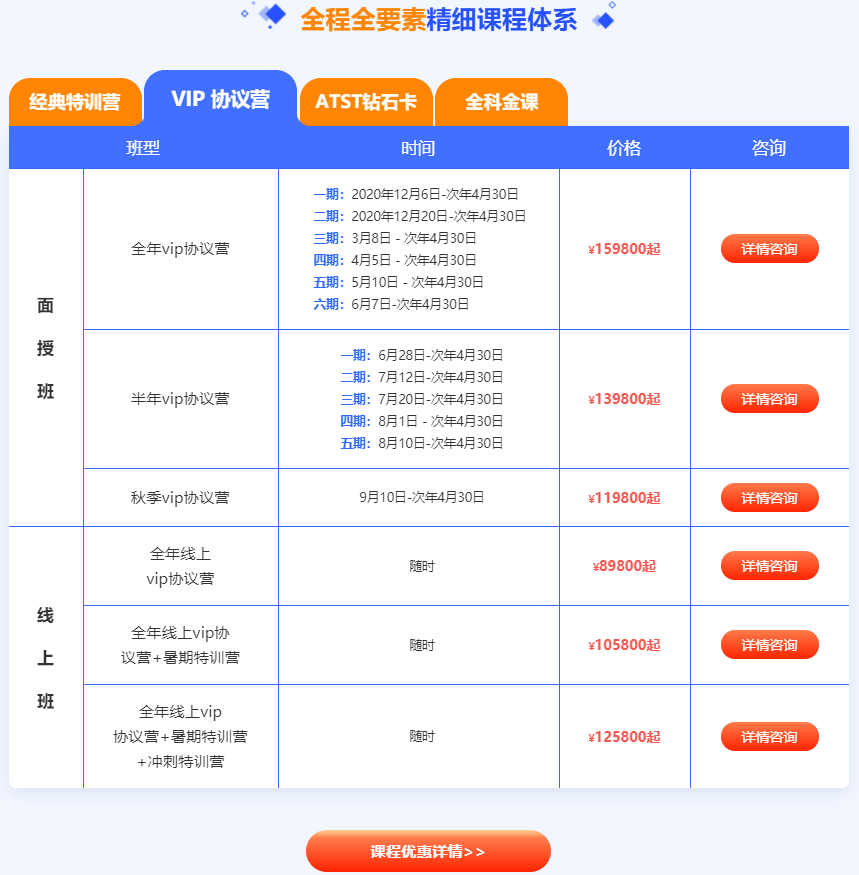 全程全要素精细课程体系
经典特训营
VIP 协议营
ATST钻石卡
全科金课
班型
时间
价格
咨询
面
授
班
全年vip协议营
一期：2020年12月6日-次年4月30日
二期：2020年12月20日-次年4月30日
三期：3月8日 - 次年4月30日
四期：4月5日 - 次年4月30日
五期：5月10日 - 次年4月30日
六期：6月7日-次年4月30日
¥159800起
详情咨询
半年vip协议营
一期：6月28日-次年4月30日
二期：7月12日-次年4月30日
三期：7月20日-次年4月30日
四期：8月1日 - 次年4月30日
五期：8月10日-次年4月30日
¥139800起
详情咨询
秋季vip协议营
9月10日-次年4月30日
¥119800起
详情咨询
线
上
班
全年线上
vip协议营
随时
¥89800起
详情咨询
全年线上vip协
议营+暑期特训营
随时
¥105800起
详情咨询
全年线上vip
协议营+暑期特训营
+冲刺特训营
随时
¥125800起
详情咨询
课程优惠详情>>